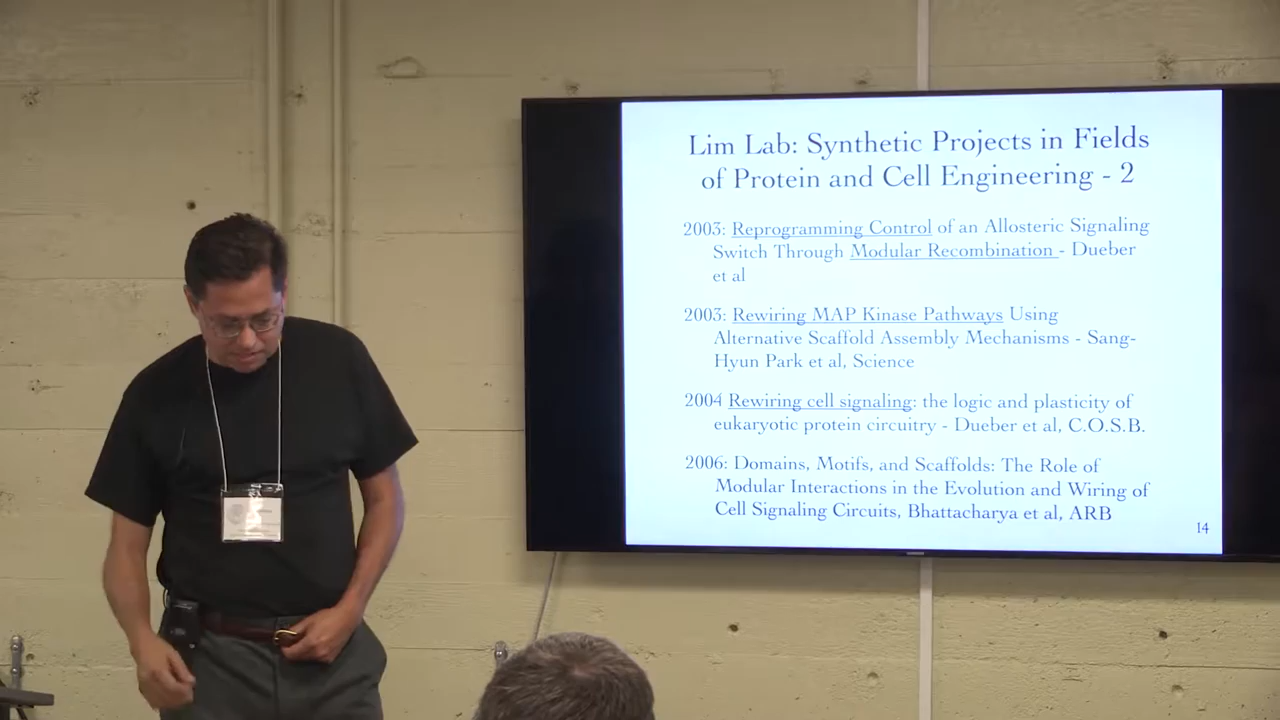 Lim Lab: Synthetic Projects in Fields
of Protein and Cell Engineering - 2
2003: Reprogramming Control of an Allosteric Signaling
Switch Through Modular Recombination - Dueber
et al
2003: Rewiring MAP Kinase Pathways Using
Alternative Scaffold Assembly Mechanisms - Sang-
Hyun Park et al, Science
2004 Rewiring cell signaling: the logic and plasticity of
eukaryotic protein circuitry - Dueber et al, C.O.S.B.
2006: Domains, Motifs, and Scaffolds: The Role of
Modular Interactions in the Evolution and Wiring of
Cell Signaling Circuits, Bhattacharya et al, ARB
14